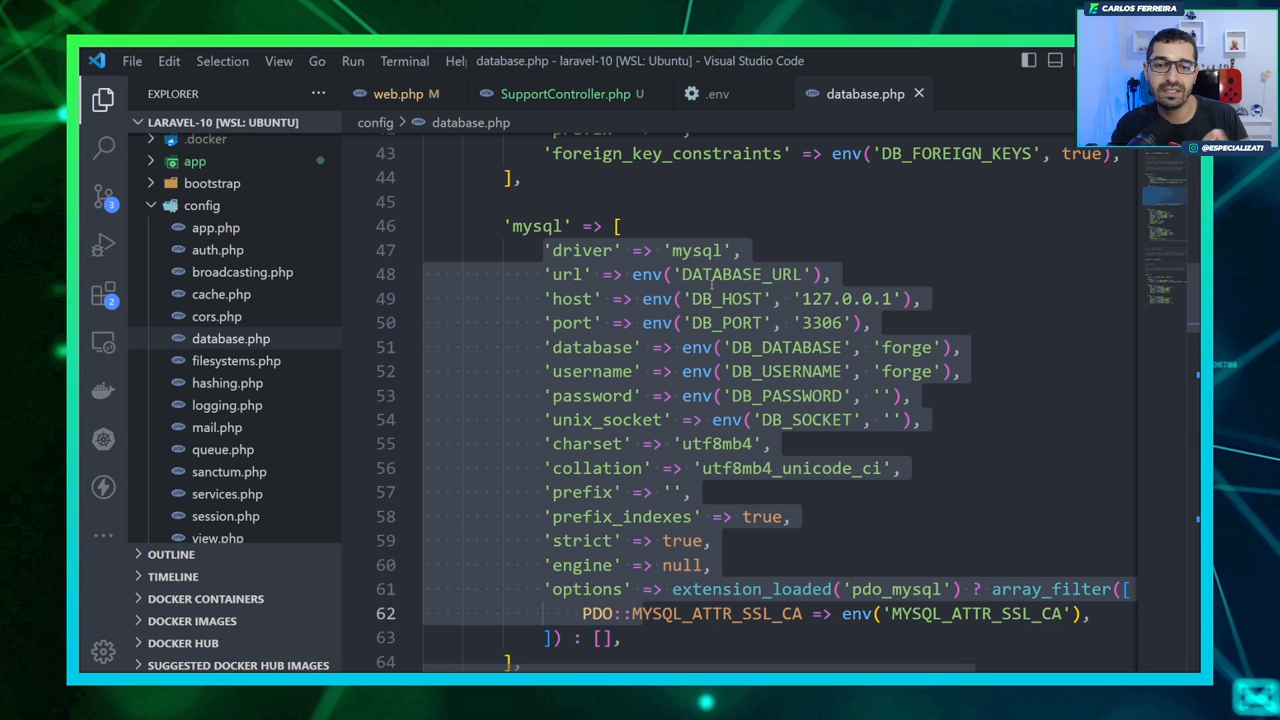 CARLOS FERREIRA
@ESPECIALIZATI
File Edit Selection View Go Run Terminal Hel
database.php - laravel-10 [WSL: Ubuntu] - Visual Studio Code
EXPLORER
web.php M
SupportController.php U
.env
database.php
LARAVEL-10 [WSL: UBUNTU]
.docker
app
bootstrap
config
app.php
auth.php
broadcasting.php
cache.php
cors.php
database.php
filesystems.php
hashing.php
logging.php
mail.php
queue.php
sanctum.php
services.php
session.php
view.php
OUTLINE
TIMELINE
DOCKER CONTAINERS
DOCKER IMAGES
DOCKER HUB
SUGGESTED DOCKER HUB IMAGES
3
2
config > database.php
43 'foreign_key_constraints' => env('DB_FOREIGN_KEYS', true),
44 ],
45
46 'mysql' => [
47 'driver' => 'mysql',
48 'url' => env('DATABASE_URL'),
49 'host' => env('DB_HOST', '127.0.0.1'),
50 'port' => env('DB_PORT', '3306'),
51 'database' => env('DB_DATABASE', 'forge'),
52 'username' => env('DB_USERNAME', 'forge'),
53 'password' => env('DB_PASSWORD', ''),
54 'unix_socket' => env('DB_SOCKET', ''),
55 'charset' => 'utf8mb4',
56 'collation' => 'utf8mb4_unicode_ci',
57 'prefix' => '',
58 'prefix_indexes' => true,
59 'strict' => true,
60 'engine' => null,
61 'options' => extension_loaded('pdo_mysql') ? array_filter([
62 PDO::MYSQL_ATTR_SSL_CA => env('MYSQL_ATTR_SSL_CA'),
63 ]) : [],
64 ],